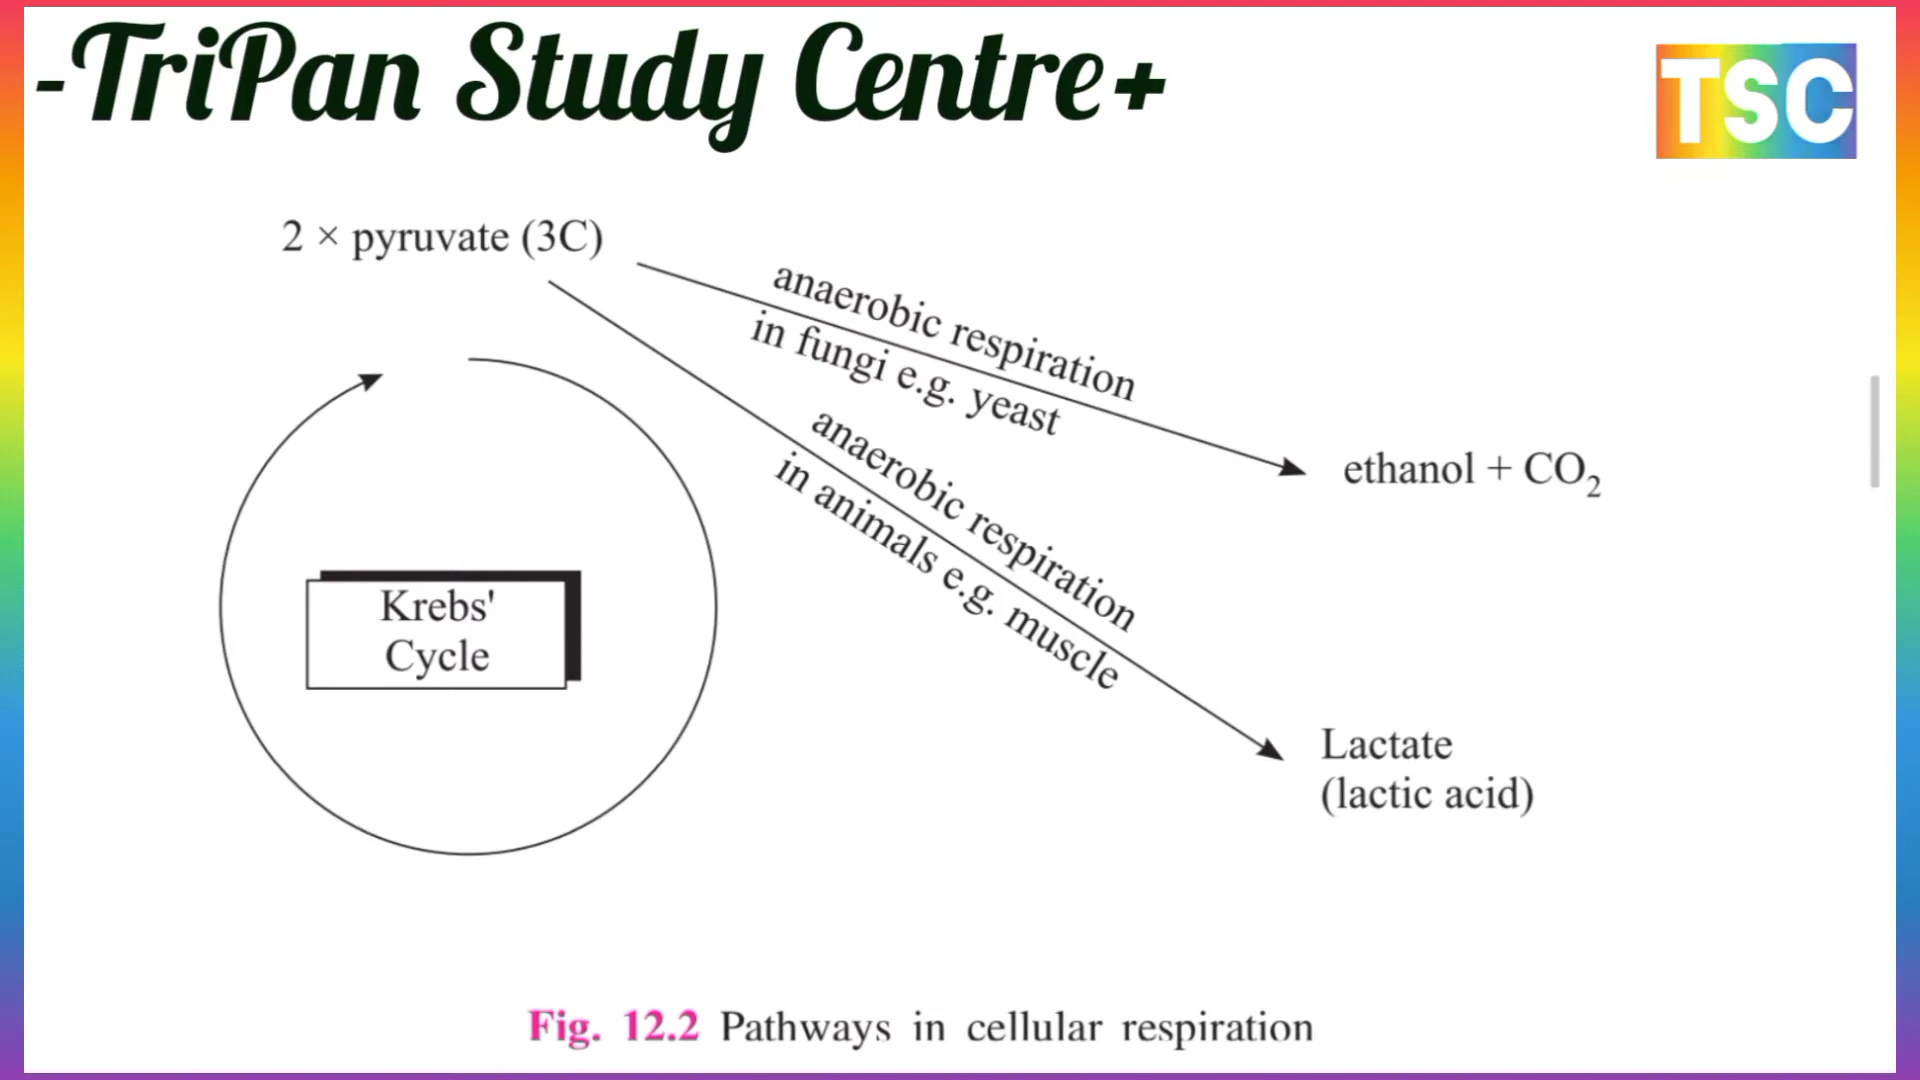 -TriPan Study Centre+
TSC
2 × pyruvate (3C)
anaerobic respiration
in fungi e.g. yeast
ethanol + CO₂
anaerobic respiration
in animals e.g. muscle
Krebs'
Cycle
Lactate
(lactic acid)
Fig. 12.2 Pathways in cellular respiration